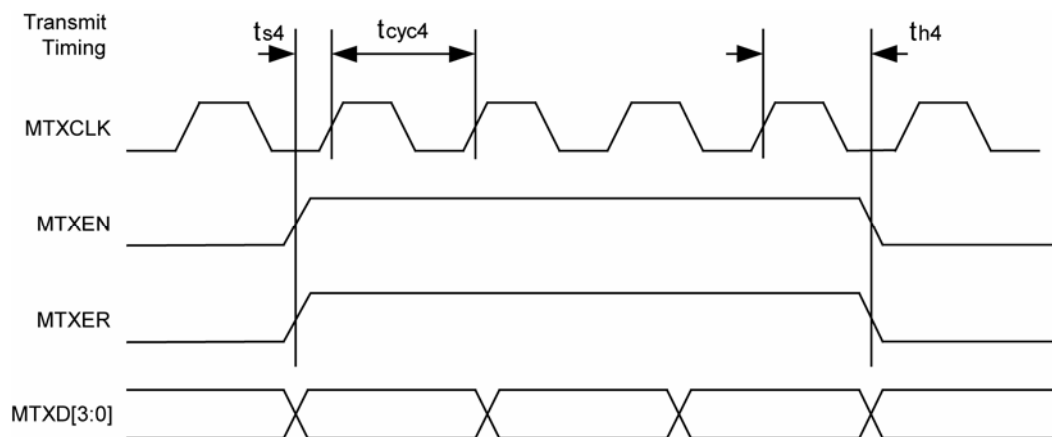 Transmit
Timing
ts4
tcyc4
th4
MTXCLK
MTXEN
MTXER
MTXD[3:0]